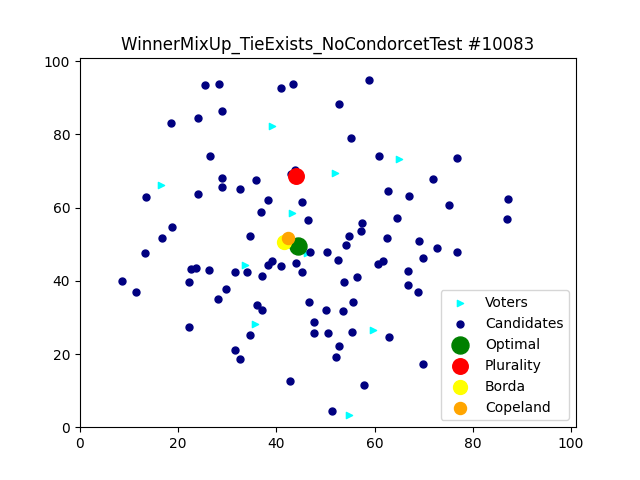 WinnerMixUp_TieExists_NoCondorcetTest #10083
100
80
60
40
20
0
Voters
Candidates
Optimal
Plurality
Borda
Copeland
0 20 40 60 80 100